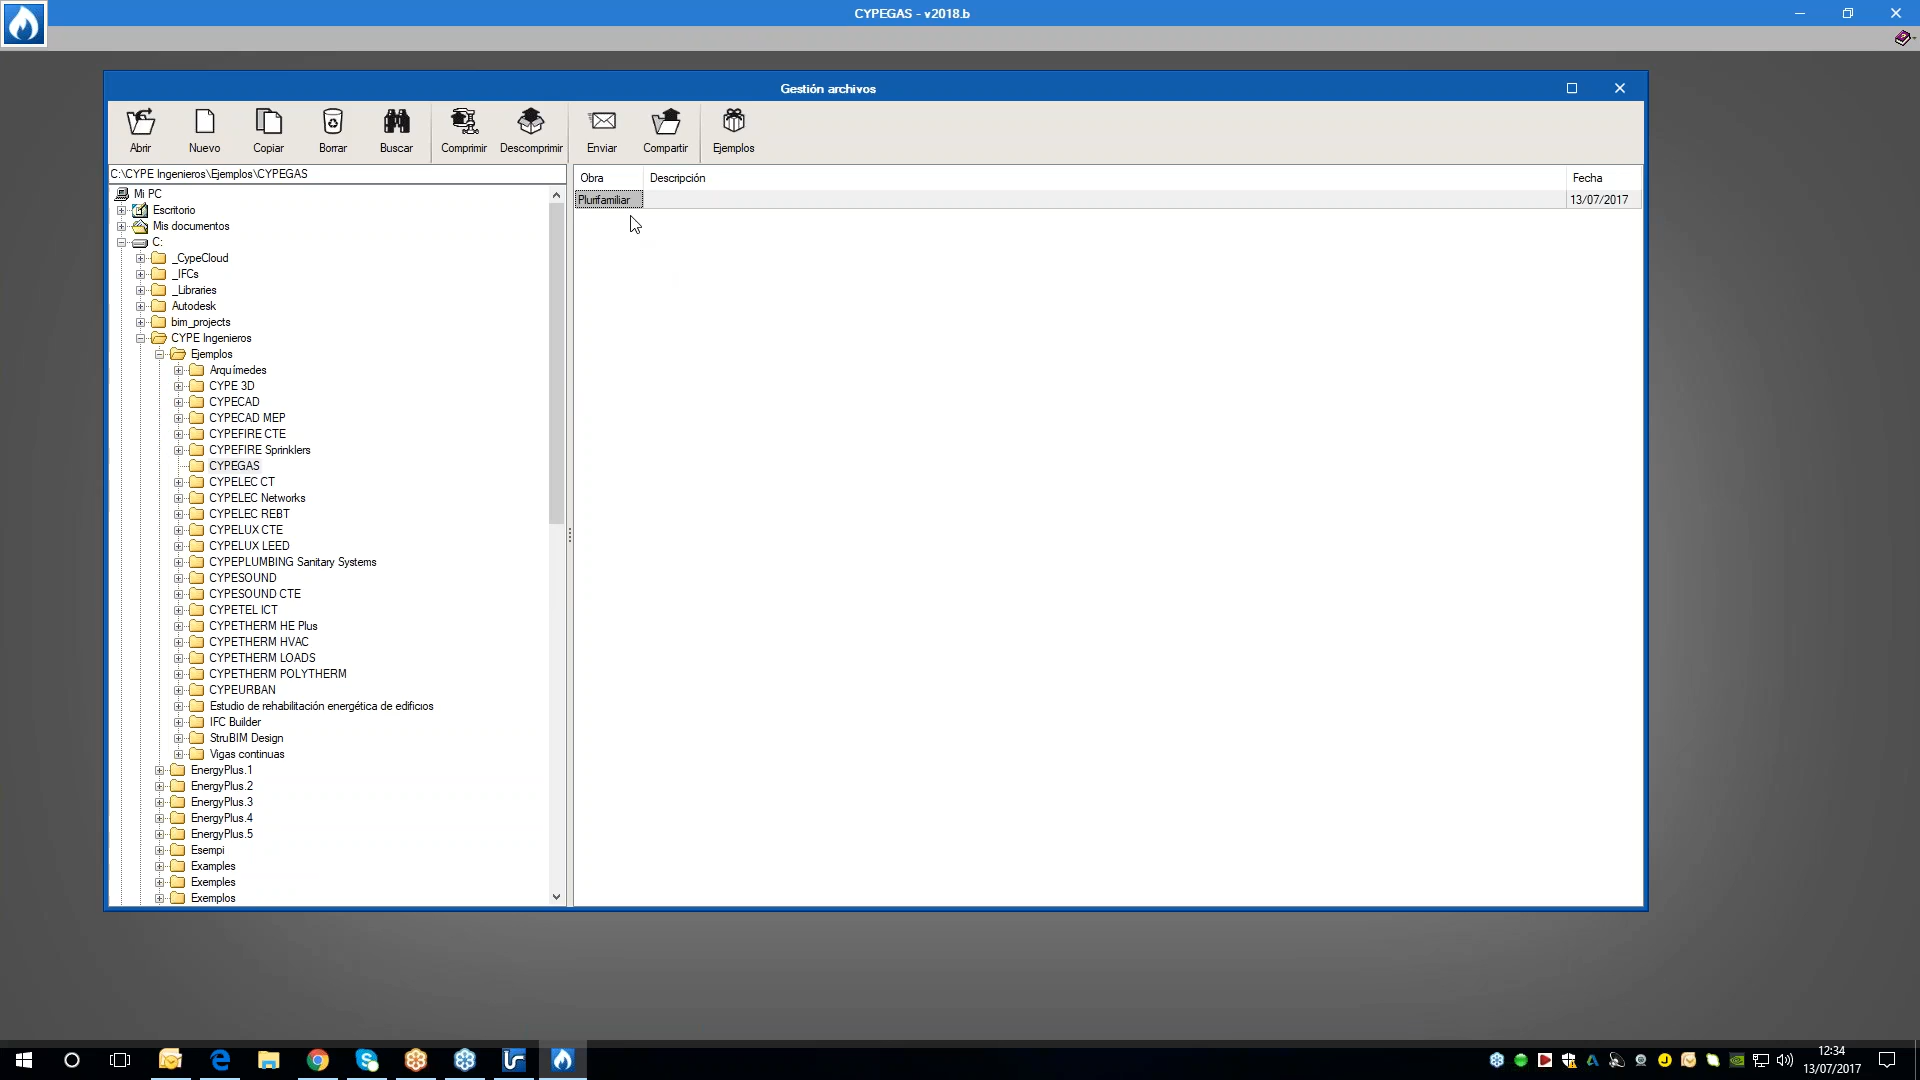 CYPEGAS - v2018.b
Gestión archivos
Abrir
Nuevo
Copiar
Borrar
Buscar
Comprimir
Descomprimir
Enviar
Compartir
Ejemplos
C:\CYPE Ingenieros\Ejemplos\CYPEGAS
Mi PC
Escritorio
Mis documentos
C:
_CypeCloud
_IFCs
_Libraries
Autodesk
bim_projects
CYPE Ingenieros
Ejemplos
Arquímedes
CYPE 3D
CYPECAD
CYPECAD MEP
CYPEFIRE CTE
CYPEFIRE Sprinklers
CYPEGAS
CYPELEC CT
CYPELEC Networks
CYPELEC REBT
CYPELUX CTE
CYPELUX LEED
CYPEPLUMBING Sanitary Systems
CYPESOUND
CYPESOUND CTE
CYPETEL ICT
CYPETHERM HE Plus
CYPETHERM HVAC
CYPETHERM LOADS
CYPETHERM POLYTHERM
CYPEURBAN
Estudio de rehabilitación energética de edificios
IFC Builder
StruBIM Design
Vigas continuas
EnergyPlus.1
EnergyPlus.2
EnergyPlus.3
EnergyPlus.4
EnergyPlus.5
Esempi
Examples
Exemples
Exemplos
Obra Descripción Fecha
Plurifamiliar 13/07/2017
12:34
13/07/2017